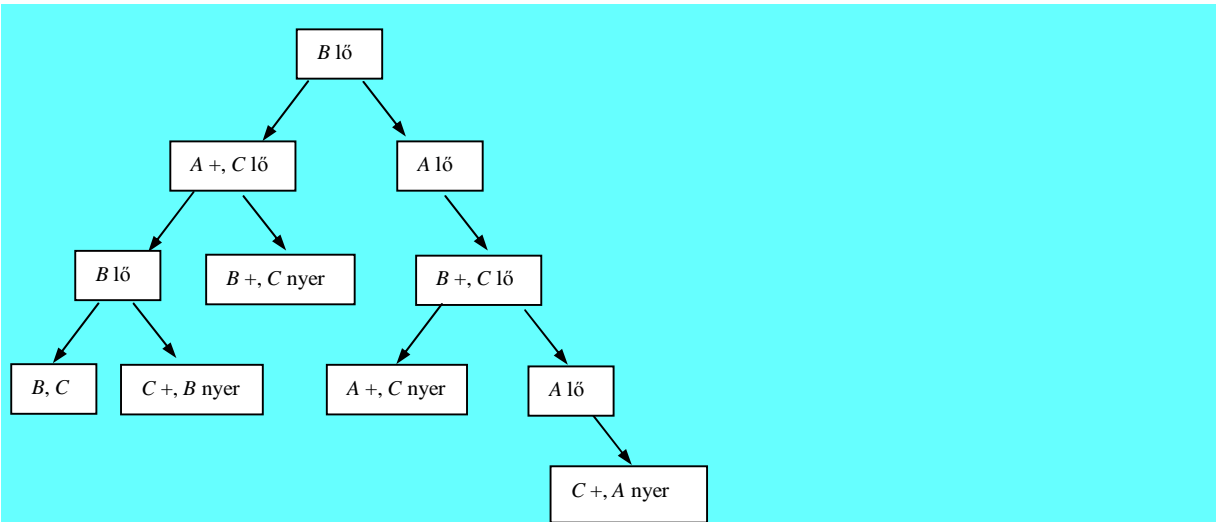 B lő
A +, C lő
A lő
B lő
B +, C nyer
B +, C lő
B, C
C +, B nyer
A +, C nyer
A lő
C +, A nyer